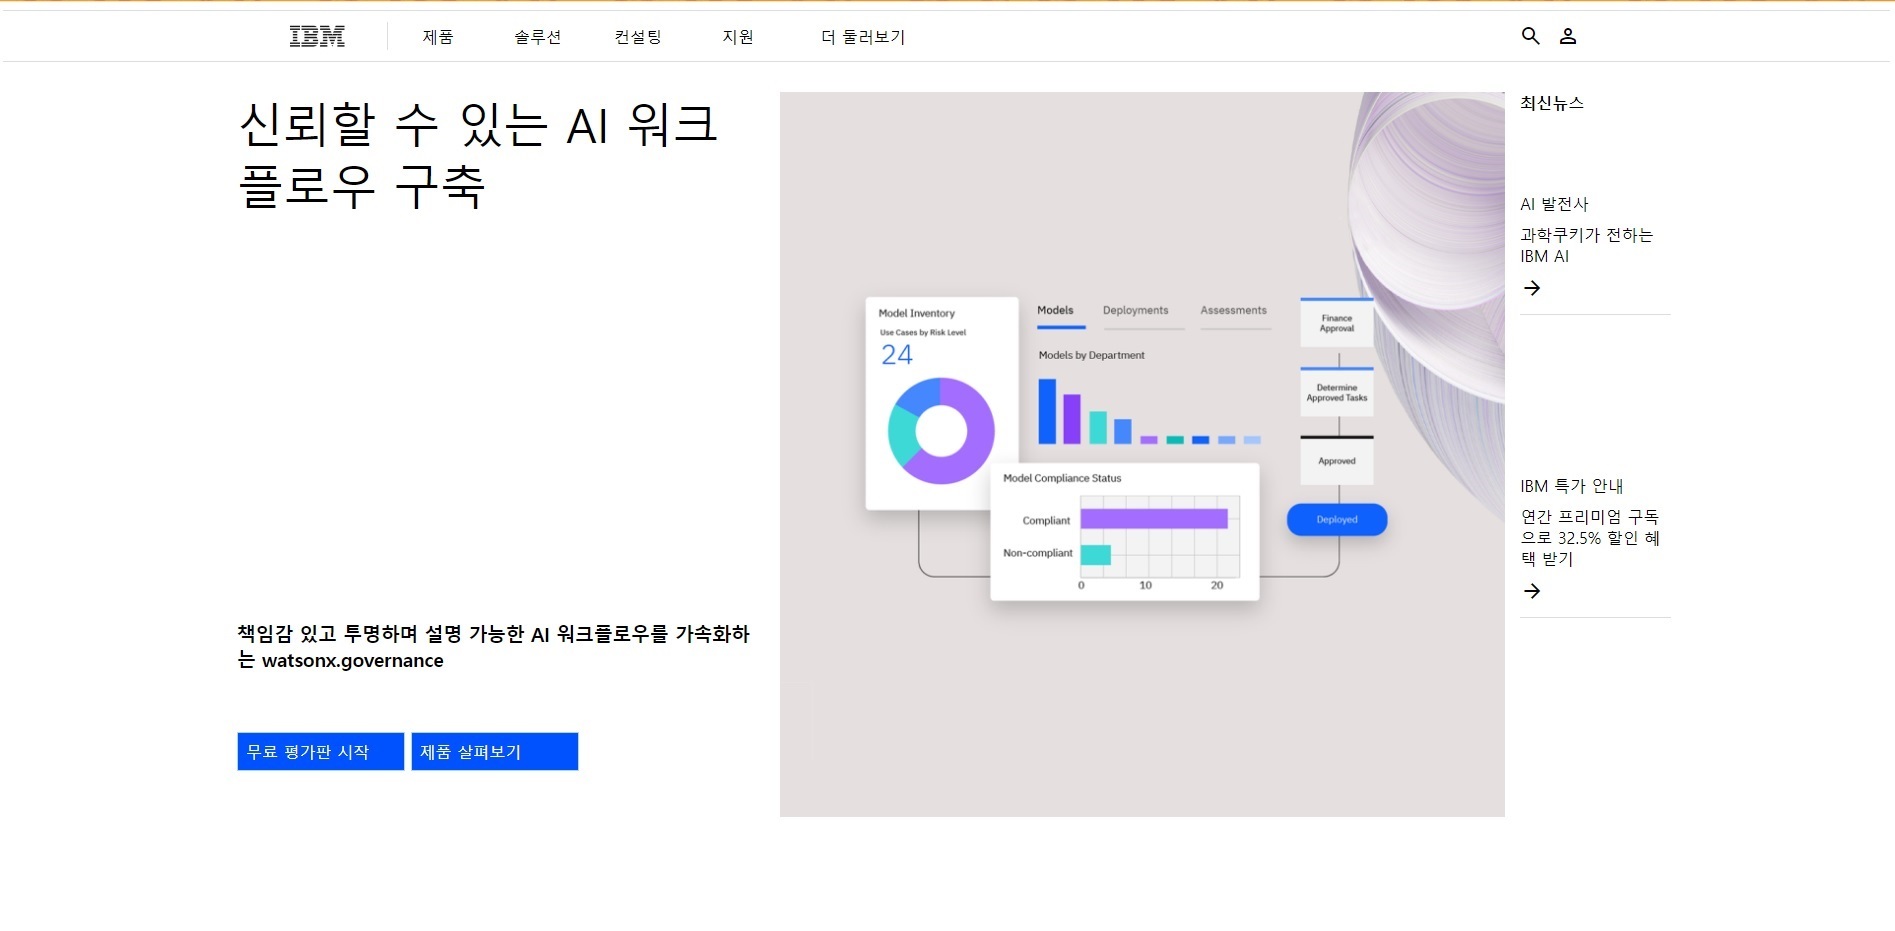 IBM
제품
솔루션
컨설팅
지원
더 둘러보기
신뢰할 수 있는 AI 워크
플로우 구축
책임감 있고 투명하며 설명 가능한 AI 워크플로우를 가속화하
는 watsonx.governance
무료 평가판 시작
제품 살펴보기
Model Inventory
Use Cases by Risk Level
24
Models
Deployments
Assessments
Models by Department
Model Compliance Status
Compliant
Non-compliant
0
10
20
Finance
Approval
Determine
Approved Tasks
Approved
Deployed
최신뉴스
AI 발전사
과학쿠키가 전하는
IBM AI
IBM 특가 안내
연간 프리미엄 구독
으로 32.5% 할인 혜
택 받기